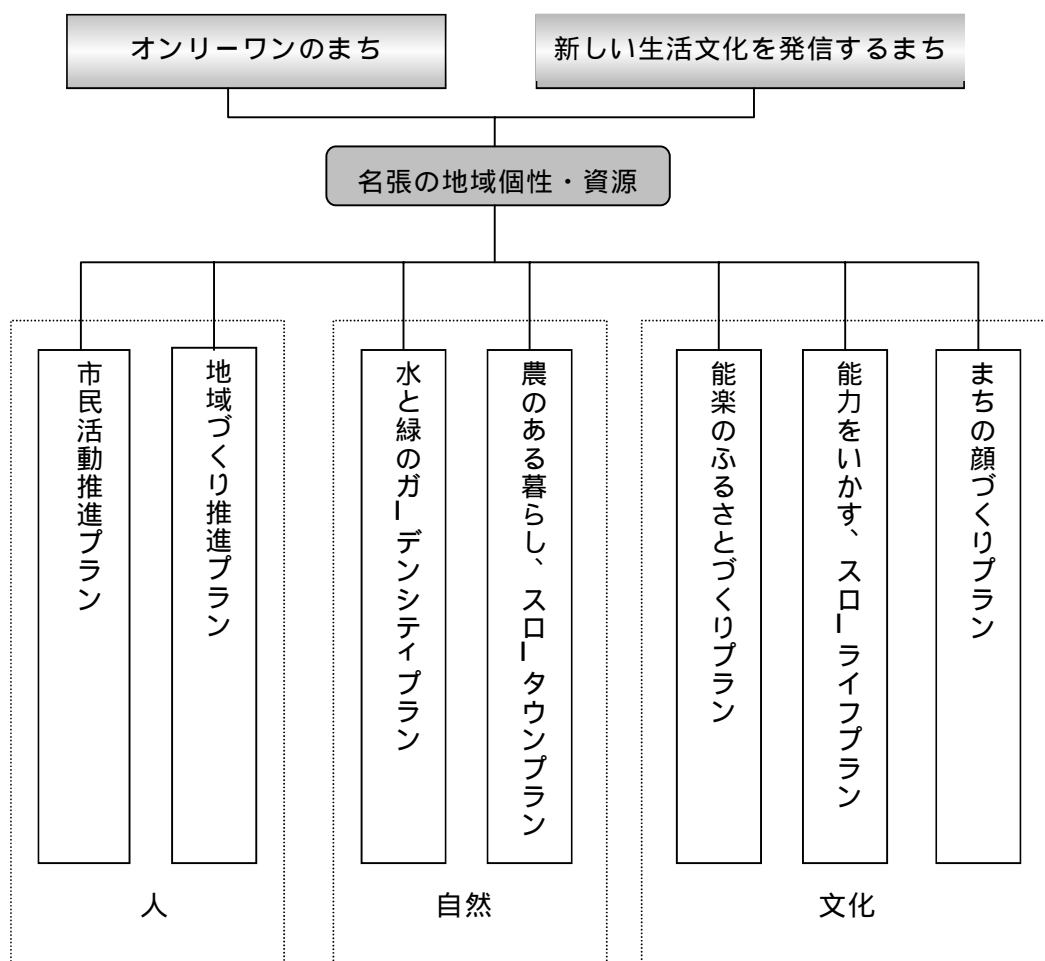 オンリーワンのまち
新しい生活文化を発信するまち
名張の地域個性・資源
市民活動推進プラン
地域づくり推進プラン
水と緑のガーデンシティプラン
農のある暮らし、スロータウンプラン
能楽のふるさとづくりプラン
能力をいかす、スローライフプラン
まちの顔づくりプラン
人
自然
文化